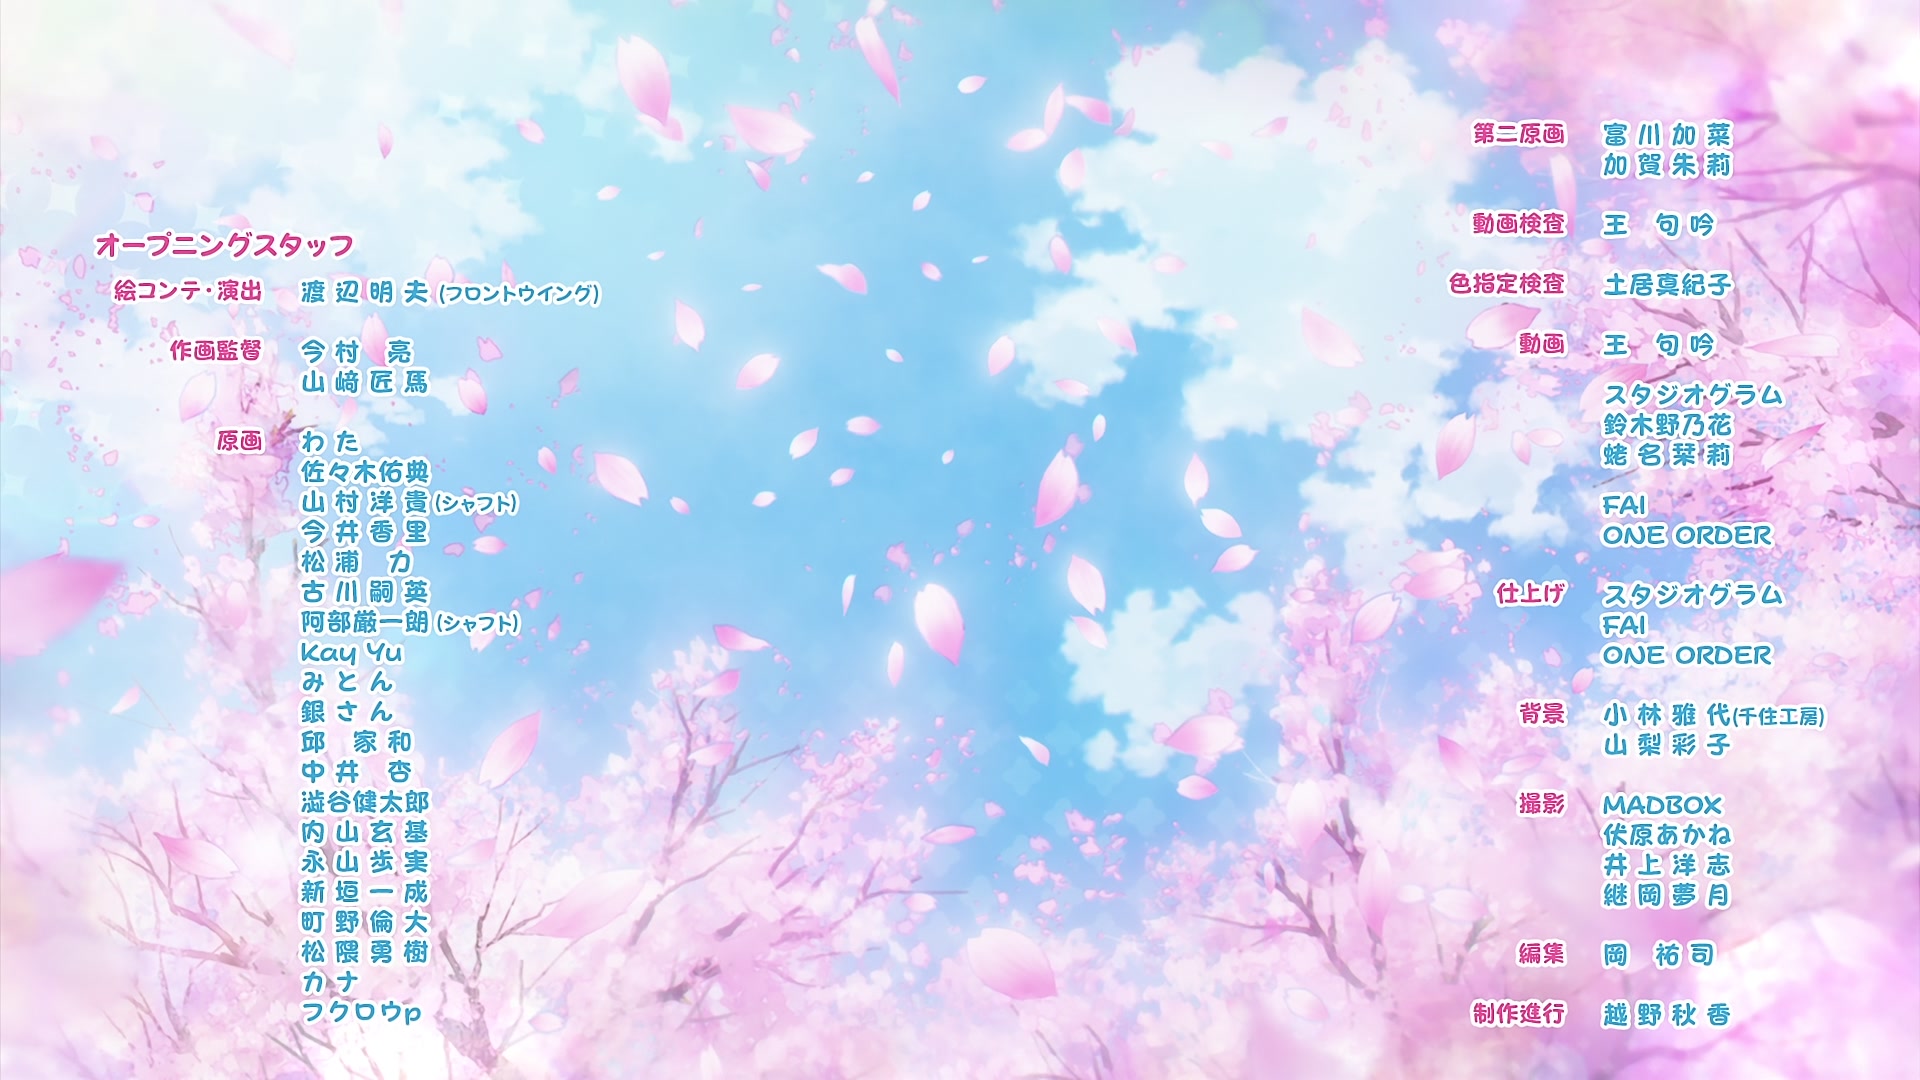 オープニングスタッフ
絵コンテ・演出 渡辺明夫(フロントウイング)
作画監督 今村 亮
山﨑匠馬
原画 わた
佐々木佑典
山村洋貴(シャフト)
今井香里
松浦 力
古川嗣英
阿部厳一朗(シャフト)
Kay Yu
みとん
銀さん
邱 家和
中井 杏
澁谷健太郎
内山玄基
永山歩実
新垣一成
町野倫大
松隈勇樹
カナ
フクロウp
第二原画 富川加菜
加賀朱莉
動画検査 王 句吟
色指定検査 土居真紀子
動画 王 句吟
スタジオグラム
鈴木野乃花
蛯名栞莉
FAI
ONE ORDER
仕上げ スタジオグラム
FAI
ONE ORDER
背景 小林雅代(千住工房)
山梨彩子
撮影 MADBOX
伏原あかね
井上洋志
継岡夢月
編集 岡 祐司
制作進行 越野秋香